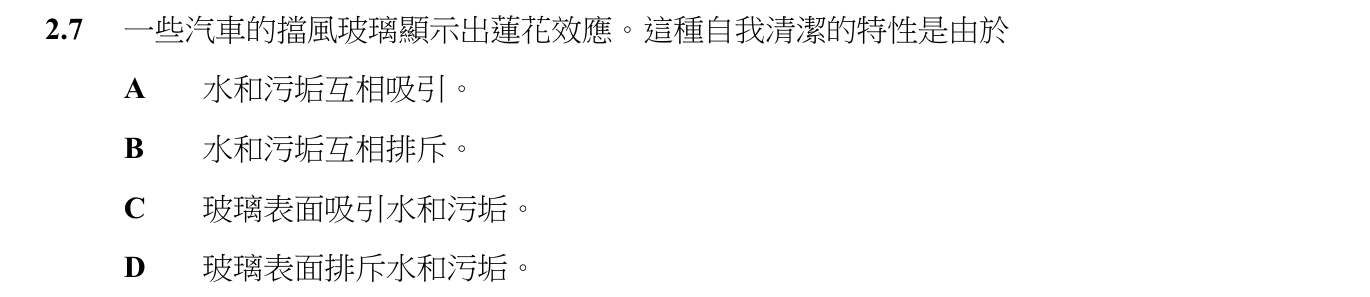 2.7 一些汽車的擋風玻璃顯示出蓮花效應。這種自我清潔的特性是由於
A 水和污垢互相吸引。
B 水和污垢互相排斥。
C 玻璃表面吸引水和污垢。
D 玻璃表面排斥水和污垢。